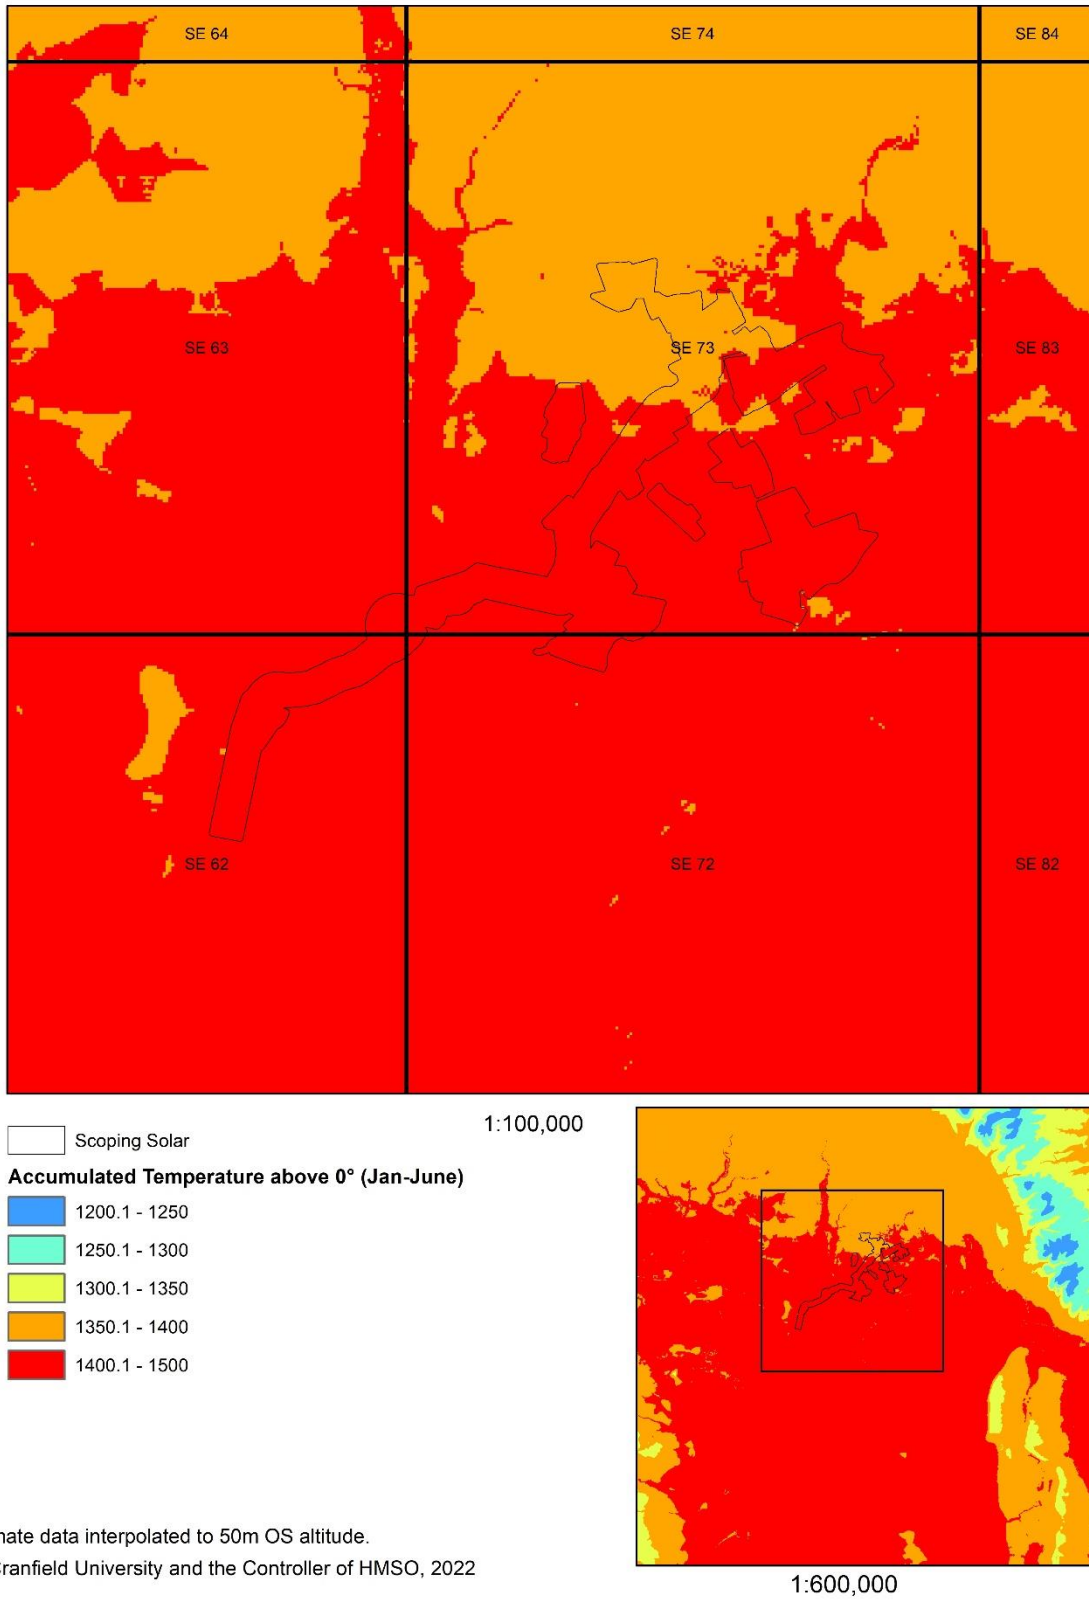 SE 64
SE 74
SE 84
SE 63
SE 73
SE 83
SE 62
SE 72
SE 82
1:100,000
Scoping Solar
Accumulated Temperature above 0° (Jan-June)
1200.1 - 1250
1250.1 - 1300
1300.1 - 1350
1350.1 - 1400
1400.1 - 1500
nate data interpolated to 50m OS altitude.
ranfield University and the Controller of HMSO, 2022
1:600,000